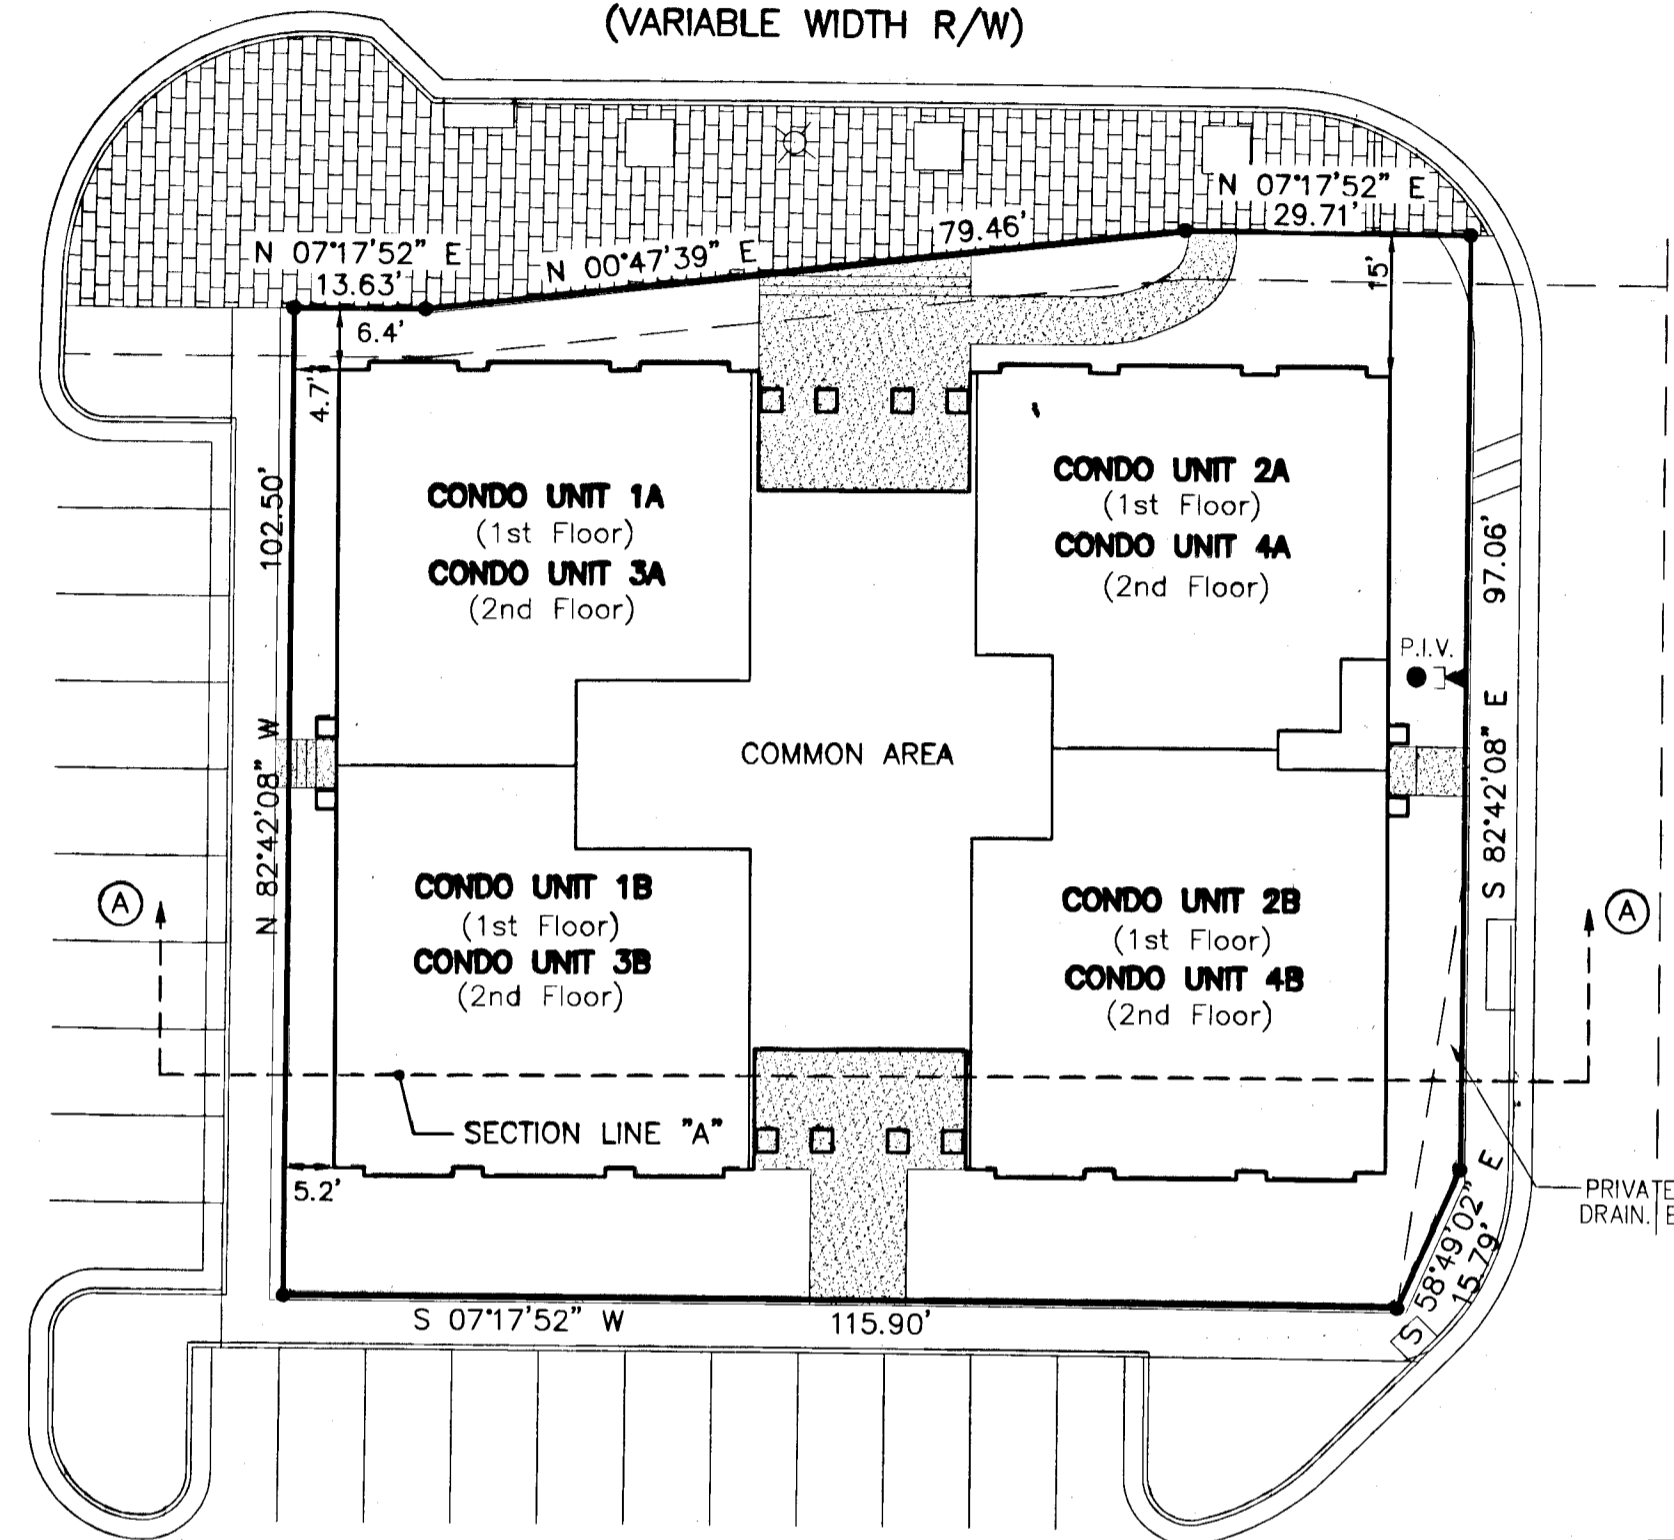 (VARIABLE WIDTH R/W)
N 07°17'52" E
29.71'
79.46'
N 00°47'39" E
N 07°17'52" E
13.63'
6.4'
15'
4.7'
102.50'
N 82°42'08" W
CONDO UNIT 1A
(1st Floor)
CONDO UNIT 3A
(2nd Floor)
CONDO UNIT 2A
(1st Floor)
CONDO UNIT 4A
(2nd Floor)
97.06'
S 82°42'08" E
P.I.V.
COMMON AREA
A
CONDO UNIT 1B
(1st Floor)
CONDO UNIT 3B
(2nd Floor)
CONDO UNIT 2B
(1st Floor)
CONDO UNIT 4B
(2nd Floor)
A
SECTION LINE "A"
5.2'
PRIVATE
DRAIN. E
S 58°49'02" E
15.79'
S 07°17'52" W
115.90'